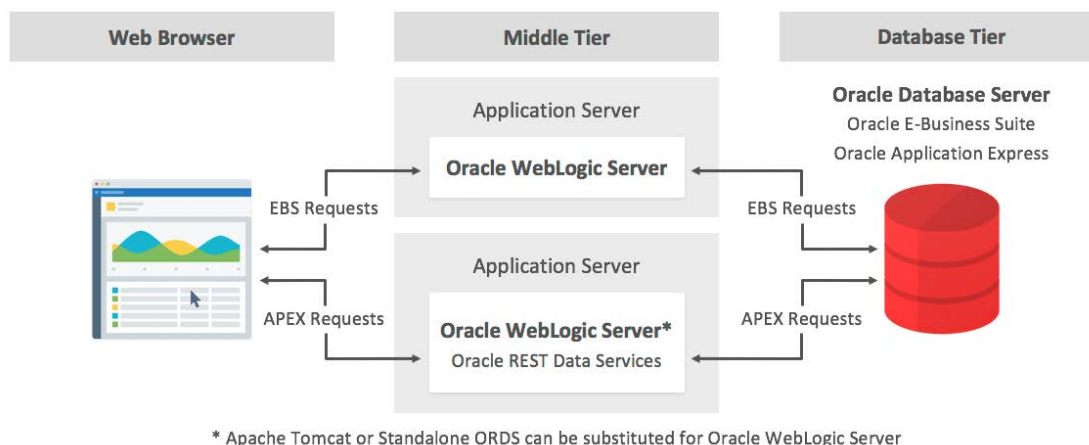 Web Browser
Middle Tier
Database Tier
Application Server
Oracle WebLogic Server
Oracle Database Server
Oracle E-Business Suite
Oracle Application Express
EBS Requests
EBS Requests
Application Server
Oracle WebLogic Server*
Oracle REST Data Services
APEX Requests
APEX Requests
* Apache Tomcat or Standalone ORDS can be substituted for Oracle WebLogic Server